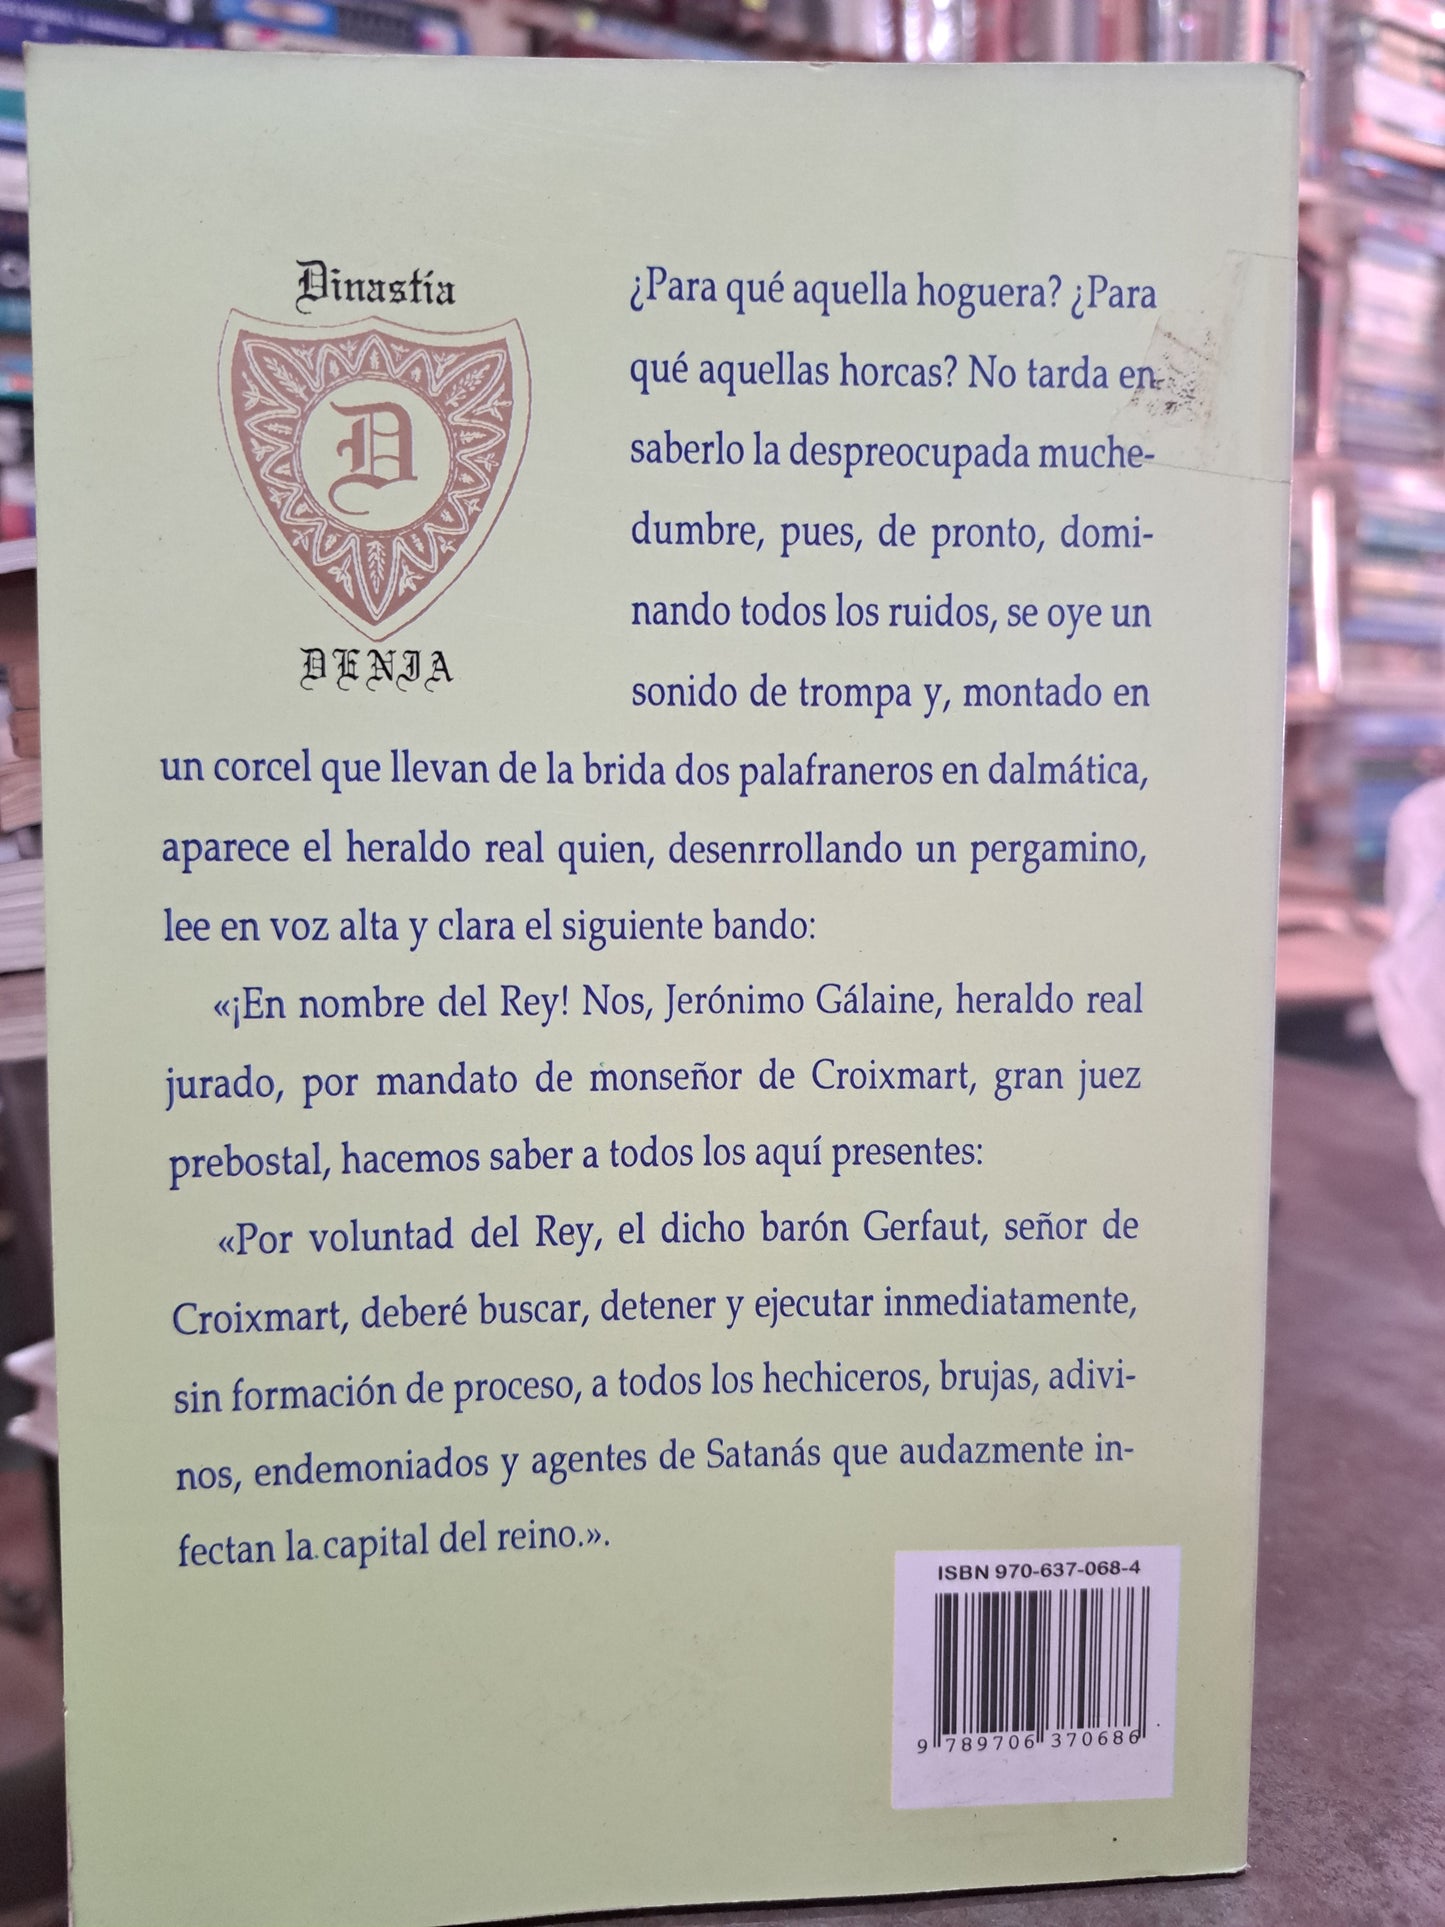 Dinastía
D
DENIA
¿Para qué aquella hoguera? ¿Para
qué aquellas horcas? No tarda en
saberlo la despreocupada muche-
dumbre, pues, de pronto, domi-
nando todos los ruidos, se oye un
sonido de trompa y, montado en
un corcel que llevan de la brida dos palafraneros en dalmática,
aparece el heraldo real quien, desenrrollando un pergamino,
lee en voz alta y clara el siguiente bando:
«¡En nombre del Rey! Nos, Jerónimo Gálaine, heraldo real
jurado, por mandato de monseñor de Croixmart, gran juez
prebostal, hacemos saber a todos los aquí presentes:
«Por voluntad del Rey, el dicho barón Gerfaut, señor de
Croixmart, deberé buscar, detener y ejecutar inmediatamente,
sin formación de proceso, a todos los hechiceros, brujas, adivi-
nos, endemoniados y agentes de Satanás que audazmente in-
fectan la capital del reino.».
ISBN 970-637-068-4
9 789706 370686